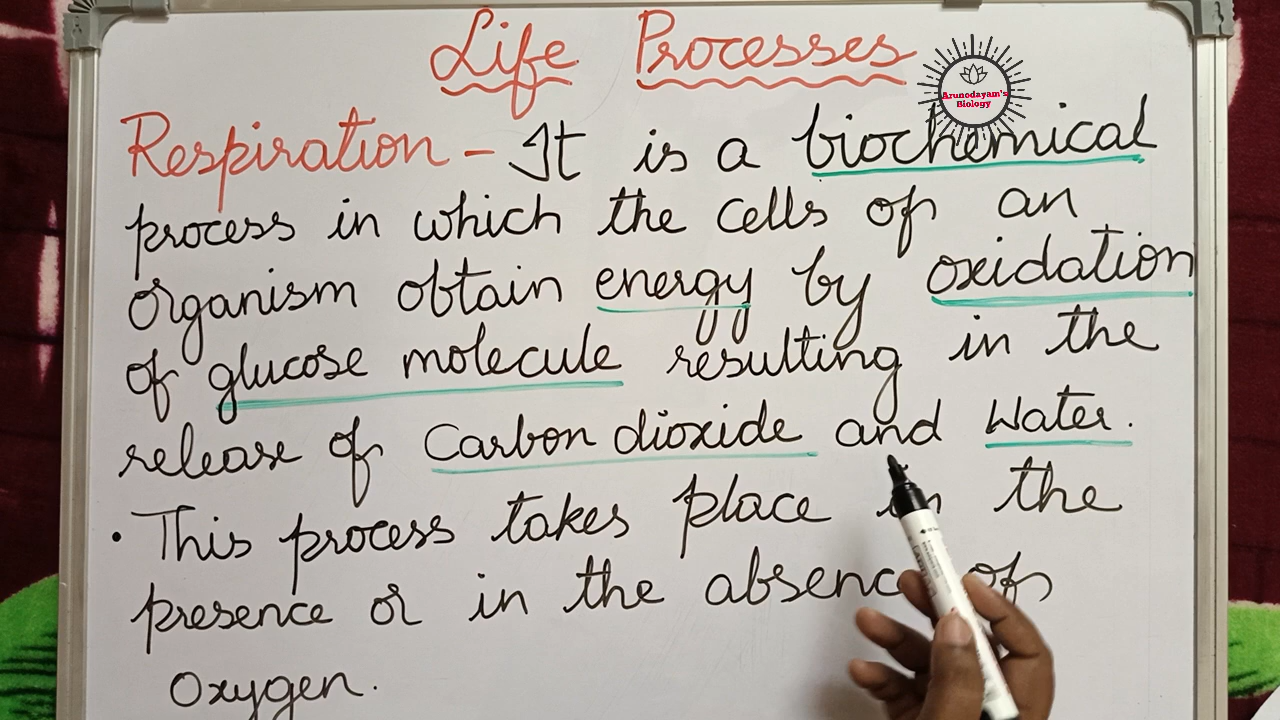 Life Processes
Arunodayam's
Biology
Respiration - It is a biochemical
process in which the cells of an
organism obtain energy by oxidation
of glucose molecule resulting in the
release of Carbon dioxide and Water.
• This process takes place in the
presence or in the absence of
Oxygen.